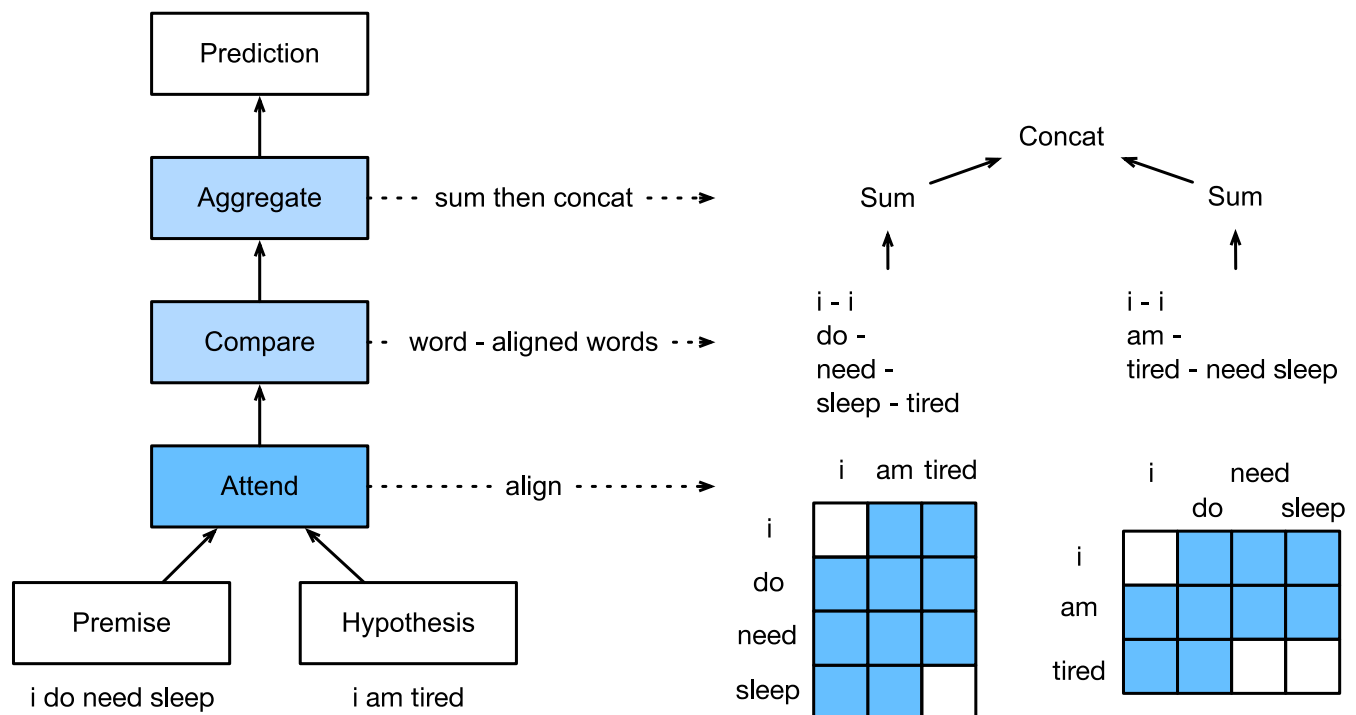 Prediction
Aggregate
sum then concat
Compare
word - aligned words
Attend
align
Premise
Hypothesis
i do need sleep
i am tired
Concat
Sum
Sum
i - i
do -
need -
sleep - tired
i - i
am -
tired - need sleep
i am tired
i
do
need
sleep
i need
do sleep
i
am
tired